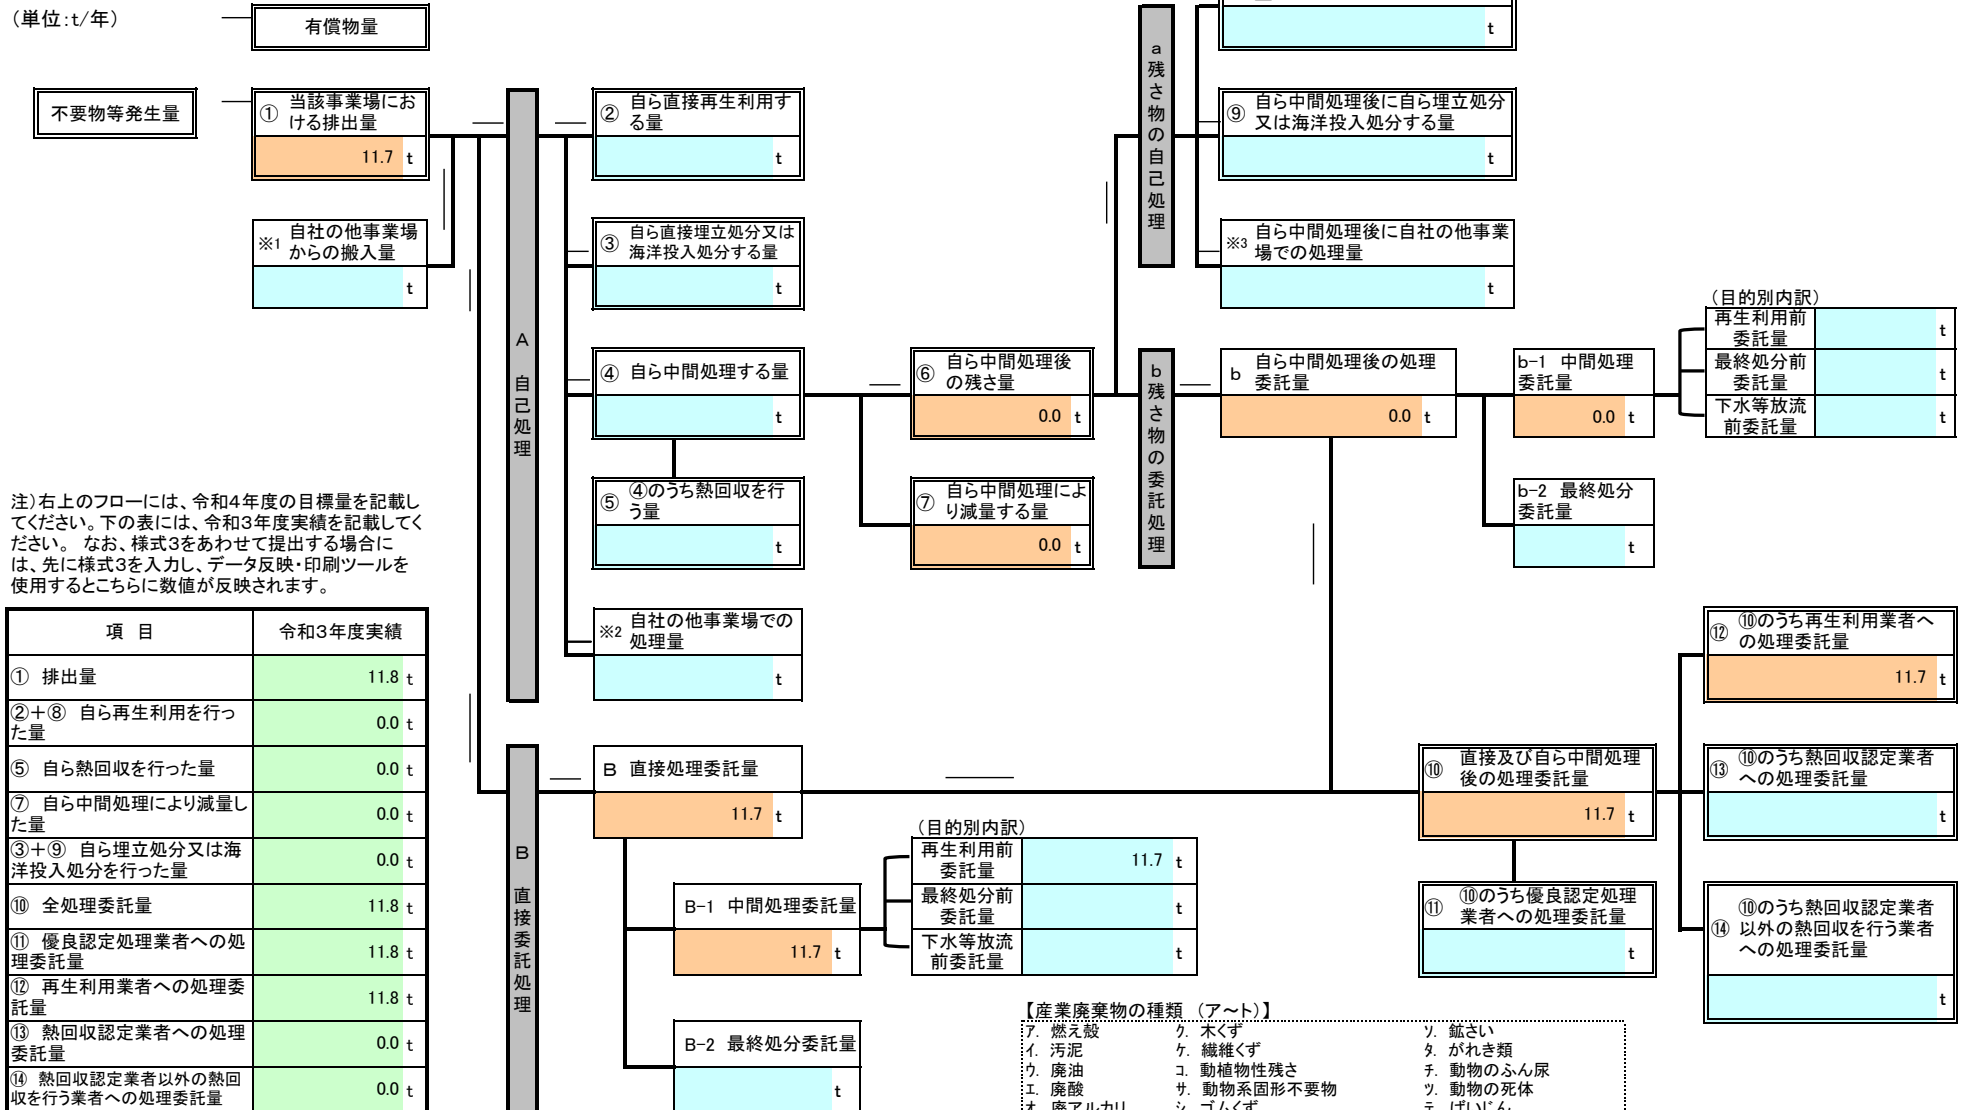 (単位:t/年)
有償物量
t
不要物等発生量
① 当該事業場にお
ける排出量
11.7 t
※1 自社の他事業場
からの搬入量
t
A 自己処理
② 自ら直接再生利用す
る量
t
③ 自ら直接埋立処分又は
海洋投入処分する量
t
④ 自ら中間処理する量
t
⑤ ④のうち熱回収を行
う量
t
※2 自社の他事業場での
処理量
t
⑥ 自ら中間処理後
の残さ量
0.0 t
⑦ 自ら中間処理によ
り減量する量
0.0 t
a 残さ物の自己処理
⑨ 自ら中間処理後に自ら埋立処分
又は海洋投入処分する量
t
※3 自ら中間処理後に自社の他事業
場での処理量
t
b 残さ物の委託処理
b 自ら中間処理後の処理
委託量
0.0 t
b-1 中間処理
委託量
0.0 t
b-2 最終処分
委託量
t
(目的別内訳)
再生利用前
委託量
t
最終処分前
委託量
t
下水等放流
前委託量
t
注)右上のフローには、令和4年度の目標量を記載し
てください。下の表には、令和3年度実績を記載してく
ださい。 なお、様式3をあわせて提出する場合に
は、先に様式3を入力し、データ反映・印刷ツールを
使用するとこちらに数値が反映されます。
項 目 令和3年度実績
① 排出量 11.8 t
②+⑧ 自ら再生利用を行っ
た量 0.0 t
⑤ 自ら熱回収を行った量 0.0 t
⑦ 自ら中間処理により減量し
た量 0.0 t
③+⑨ 自ら埋立処分又は海
洋投入処分を行った量 0.0 t
⑩ 全処理委託量 11.8 t
⑪ 優良認定処理業者への処
理委託量 11.8 t
⑫ 再生利用業者への処理委
託量 11.8 t
⑬ 熱回収認定業者への処理
委託量 0.0 t
⑭ 熱回収認定業者以外の熱回
収を行う業者への処理委託量 0.0 t
B 直接委託処理
B 直接処理委託量
11.7 t
B-1 中間処理委託量
11.7 t
B-2 最終処分委託量
t
(目的別内訳)
再生利用前
委託量
11.7 t
最終処分前
委託量
t
下水等放流
前委託量
t
⑩ 直接及び自ら中間処理
後の処理委託量
11.7 t
⑪ ⑩のうち優良認定処理
業者への処理委託量
t
⑫ ⑩のうち再生利用業者へ
の処理委託量
11.7 t
⑬ ⑩のうち熱回収認定業者
への処理委託量
t
⑭ ⑩のうち熱回収認定業者
以外の熱回収を行う業者
への処理委託量
t
【産業廃棄物の種類 (ア~ト)】
ア. 燃え殻 ク. 木くず ソ. 鉱さい
イ. 汚泥 ケ. 繊維くず タ. がれき類
ウ. 廃油 コ. 動植物性残さ チ. 動物のふん尿
エ. 廃酸 サ. 動物系固形不要物 ツ. 動物の死体
オ. 廃アルカリ シ. ゴムくず テ. ばいじん